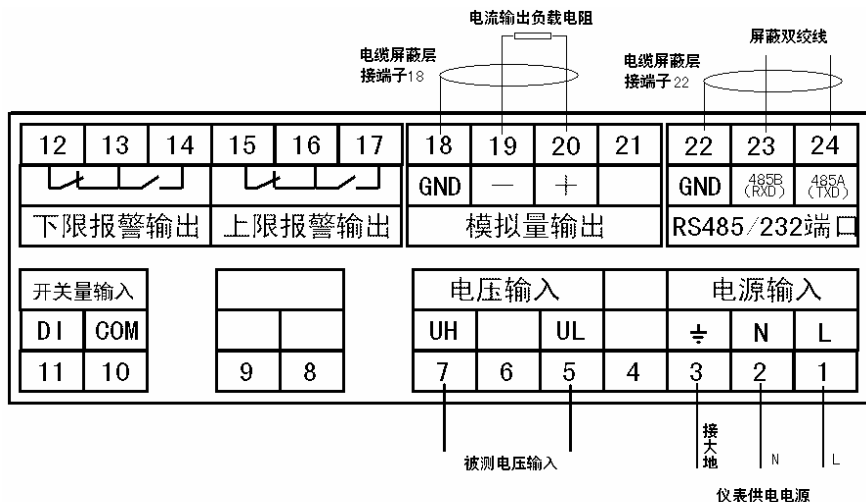 电流输出负载电阻
电缆屏蔽层
接端子18
电缆屏蔽层
接端子22
屏蔽双绞线
12 13 14 15 16 17 18 19 20 21 22 23 24
GND — + GND 485B (RXD) 485A (TXD)
下限报警输出 上限报警输出 模拟量输出 RS485/232端口
开关量输入 电压输入 电源输入
DI COM UH UL ⏚ N L
11 10 9 8 7 6 5 4 3 2 1
被测电压输入
接大地
N
L
仪表供电电源